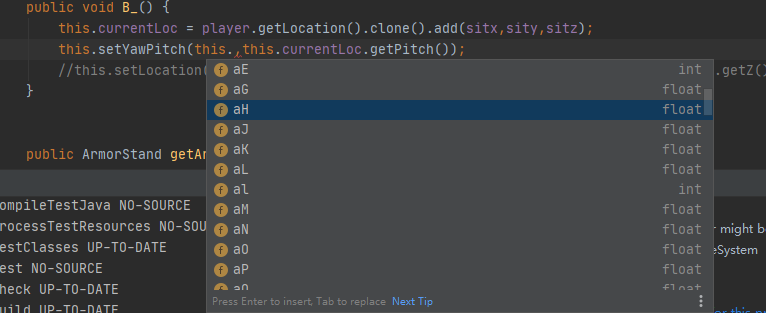 public void B_() {
this.currentLoc = player.getLocation().clone().add(sitx,sity,sitz);
this.setYawPitch(this.,this.currentLoc.getPitch());
//this.setLocation( .getZ()
}
public ArmorStand getAr
aE int
aG float
aH float
aJ float
aK float
aL float
al int
aM float
aN float
aO float
aP float
aQ float
Press Enter to insert, Tab to replace Next Tip
ompileTestJava NO-SOURCE
rocessTestResources NO-SOU
r might be
estClasses UP-TO-DATE
eSystem
est NO-SOURCE
heck UP-TO-DATE
uild UP-TO-DATE